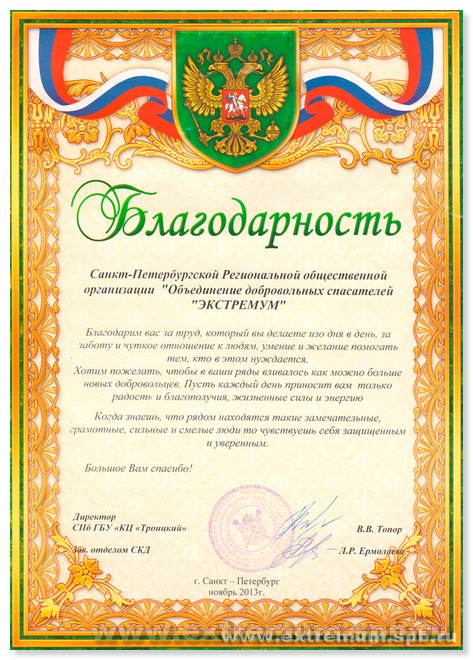 Благодарность
Санкт-Петербургской Региональной общественной
организации "Объединение добровольных спасателей
"ЭКСТРЕМУМ"
Благодарим вас за труд, который вы делаете изо дня в день, за
заботу и чуткое отношение к людям, умение и желание помогать
тем, кто в этом нуждается.
Хотим пожелать, чтобы в ваши ряды вливалось как можно больше
новых добровольцев. Пусть каждый день приносит вам только
радость и благополучия, жизненные силы и энергию
Когда знаешь, что рядом находятся такие замечательные,
грамотные, сильные и смелые люди то чувствуешь себя защищенным
и уверенным.
Большое Вам спасибо!
Директор
СПб ГБУ «КЦ «Троицкий»
В.В. Топор
Зав. отделом СКД
Л.Р. Ермолаева
г. Санкт – Петербург
ноябрь 2013г.
www.extremum.spb.ru